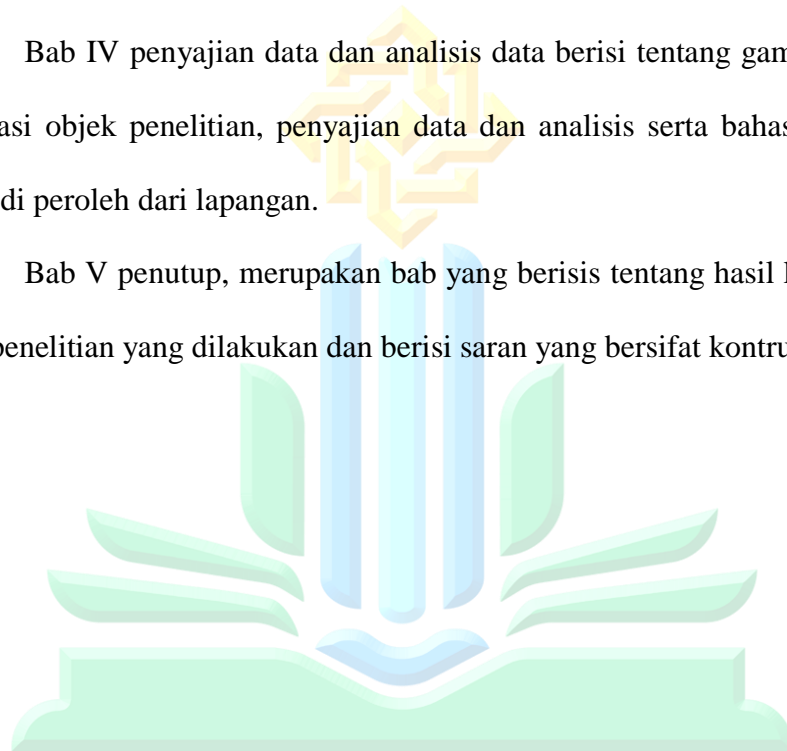 Bab IV penyajian data dan analisis data berisi tentang gam
asi objek penelitian, penyajian data dan analisis serta bahas
di peroleh dari lapangan.
Bab V penutup, merupakan bab yang berisis tentang hasil
penelitian yang dilakukan dan berisi saran yang bersifat kontru